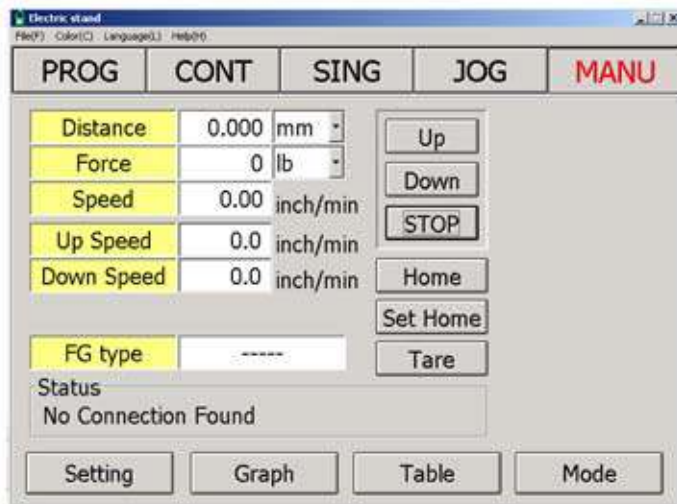 Electric stand
File(F) Color(C) Language(L) Help(H)
PROG CONT SING JOG MANU
Distance 0.000 mm
Force 0 lb
Speed 0.00 inch/min
Up Speed 0.0 inch/min
Down Speed 0.0 inch/min
Up
Down
STOP
Home
Set Home
Tare
FG type -----
Status
No Connection Found
Setting Graph Table Mode